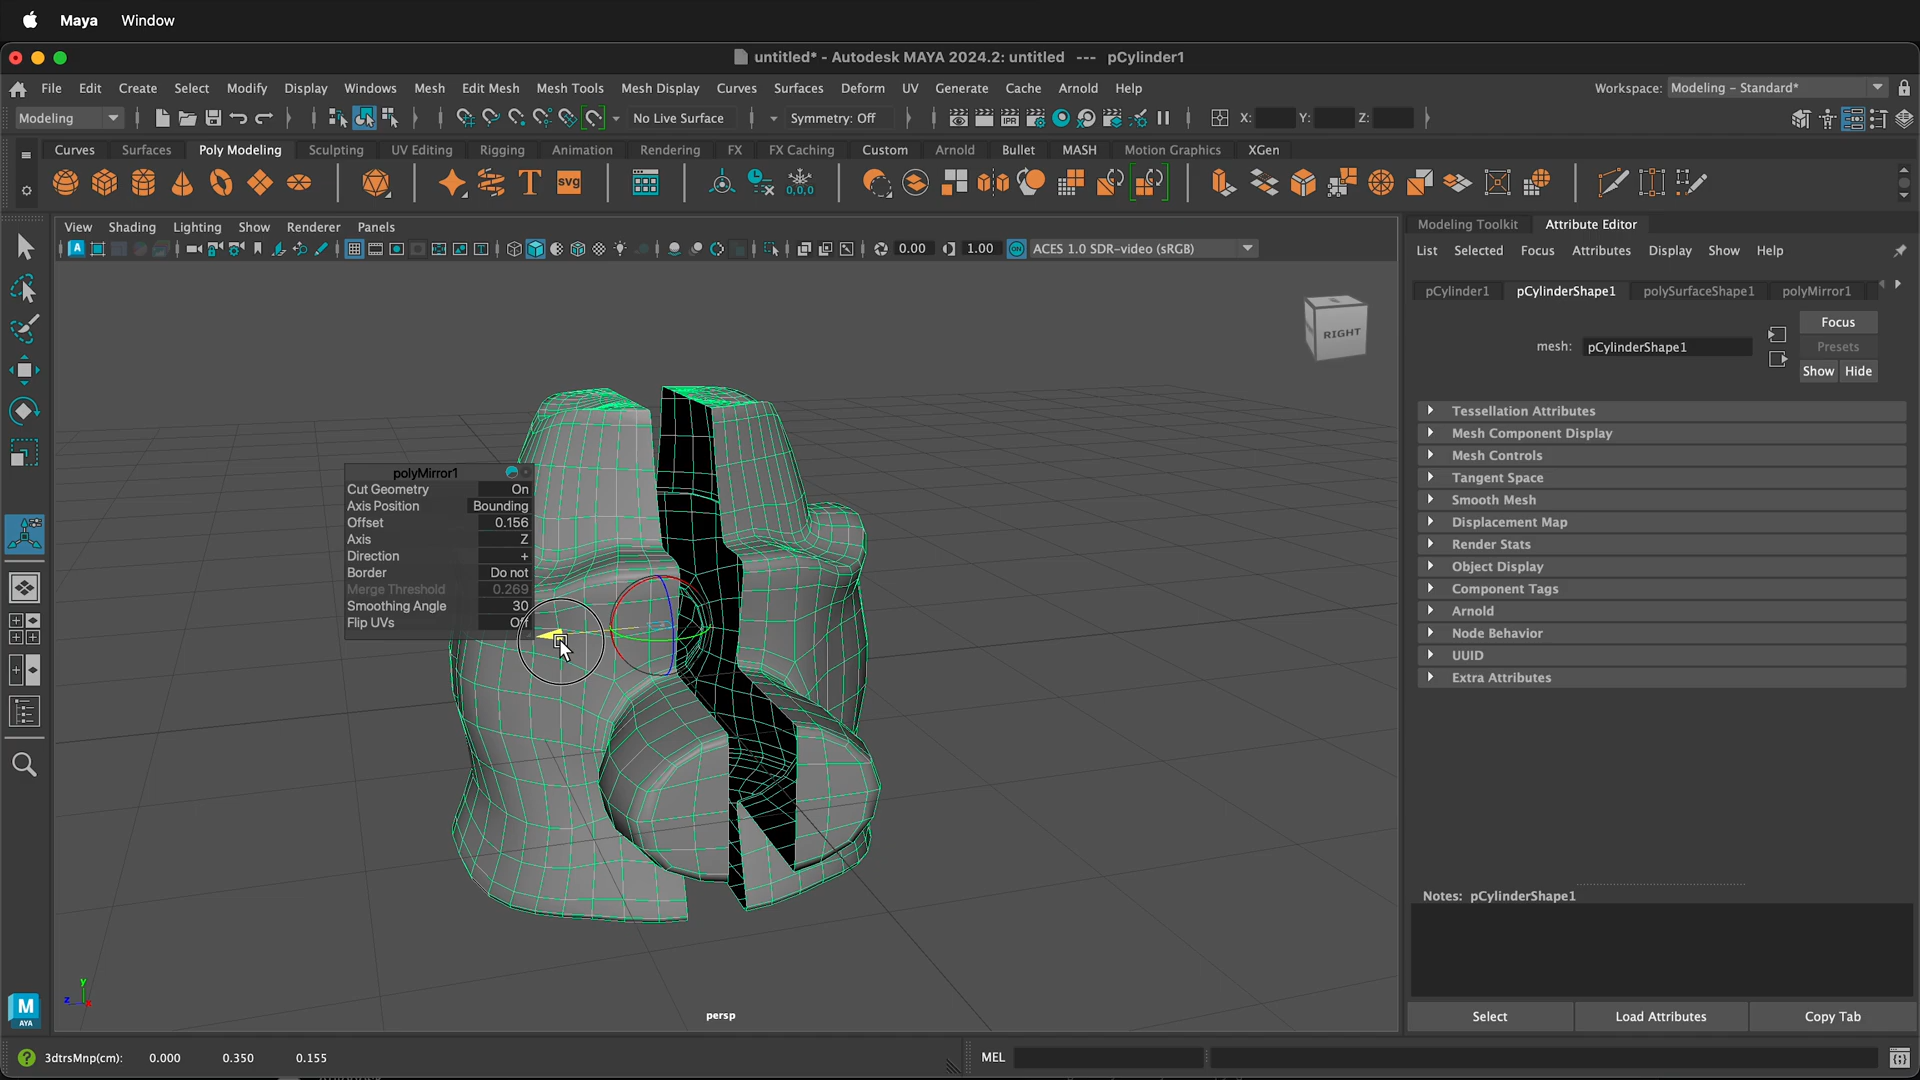 Maya Window
untitled* - Autodesk MAYA 2024.2: untitled --- pCylinder1
File Edit Create Select Modify Display Windows Mesh Edit Mesh Mesh Tools Mesh Display Curves Surfaces Deform UV Generate Cache Arnold Help Workspace: Modeling - Standard*
Modeling No Live Surface Symmetry: Off X: Y: Z:
Curves Surfaces Poly Modeling Sculpting UV Editing Rigging Animation Rendering FX FX Caching Custom Arnold Bullet MASH Motion Graphics XGen
T svg 0,0,0
View Shading Lighting Show Renderer Panels
0.00 1.00 ON ACES 1.0 SDR-video (sRGB)
RIGHT
polyMirror1
Cut Geometry On
Axis Position Bounding
Offset 0.156
Axis Z
Direction +
Border Do not
Merge Threshold 0.269
Smoothing Angle 30
Flip UVs Off
y
z x
persp
Modeling Toolkit Attribute Editor
List Selected Focus Attributes Display Show Help
pCylinder1 pCylinderShape1 polySurfaceShape1 polyMirror1
mesh: pCylinderShape1
Focus
Presets
Show Hide
Tessellation Attributes
Mesh Component Display
Mesh Controls
Tangent Space
Smooth Mesh
Displacement Map
Render Stats
Object Display
Component Tags
Arnold
Node Behavior
UUID
Extra Attributes
Notes: pCylinderShape1
Select Load Attributes Copy Tab
M
AYA
3dtrsMnp(cm): 0.000 0.350 0.155 MEL